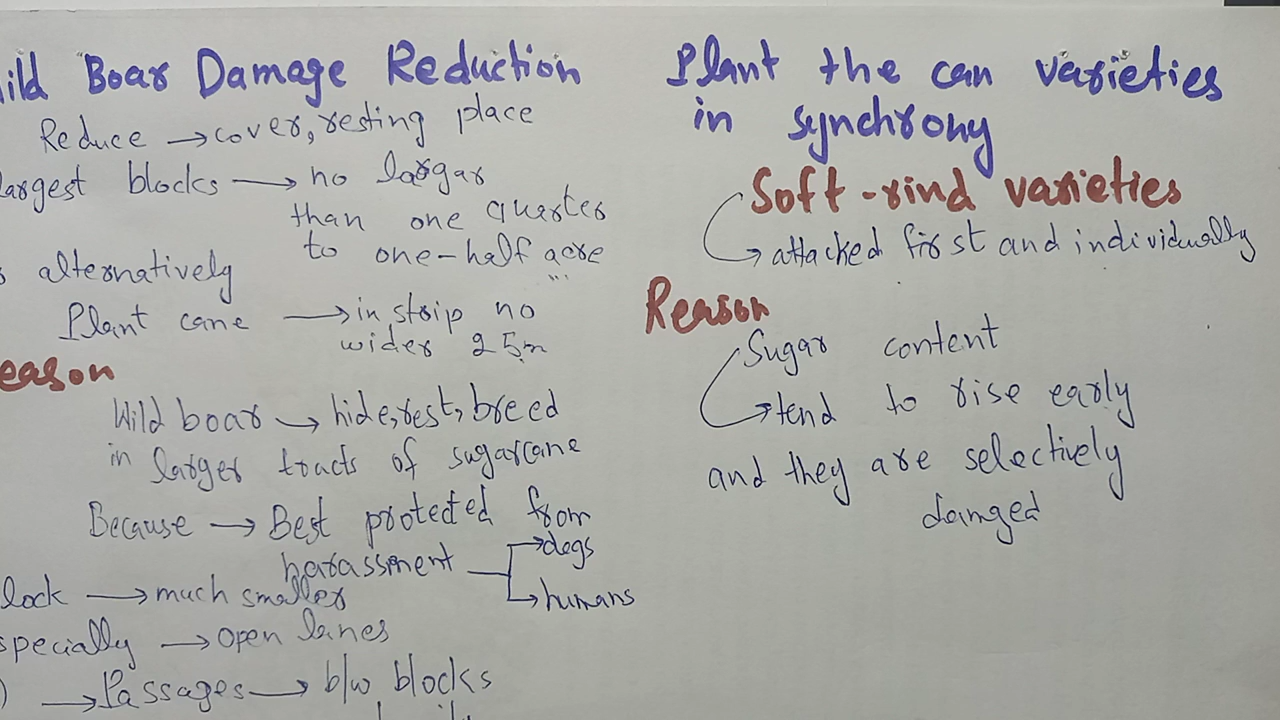 ild Boar Damage Reduction
Reduce → cover, resting place
largest blocks → no largar
than one quarter
to one-half acre
s alternatively
Plant cane → in strip no
wider 25m
eason
Wild boar → hide, rest, breed
in larger tracts of sugarcane
Because → Best protected from
harassment → dogs
→ humans
lock → much smaller
specially → open lanes
) → Passages → b/w blocks
Plant the can varieties
in synchrony
Soft-rind varieties
→ attacked first and individually
Reason
Sugar content
→ tend to rise early
and they are selectively
damged